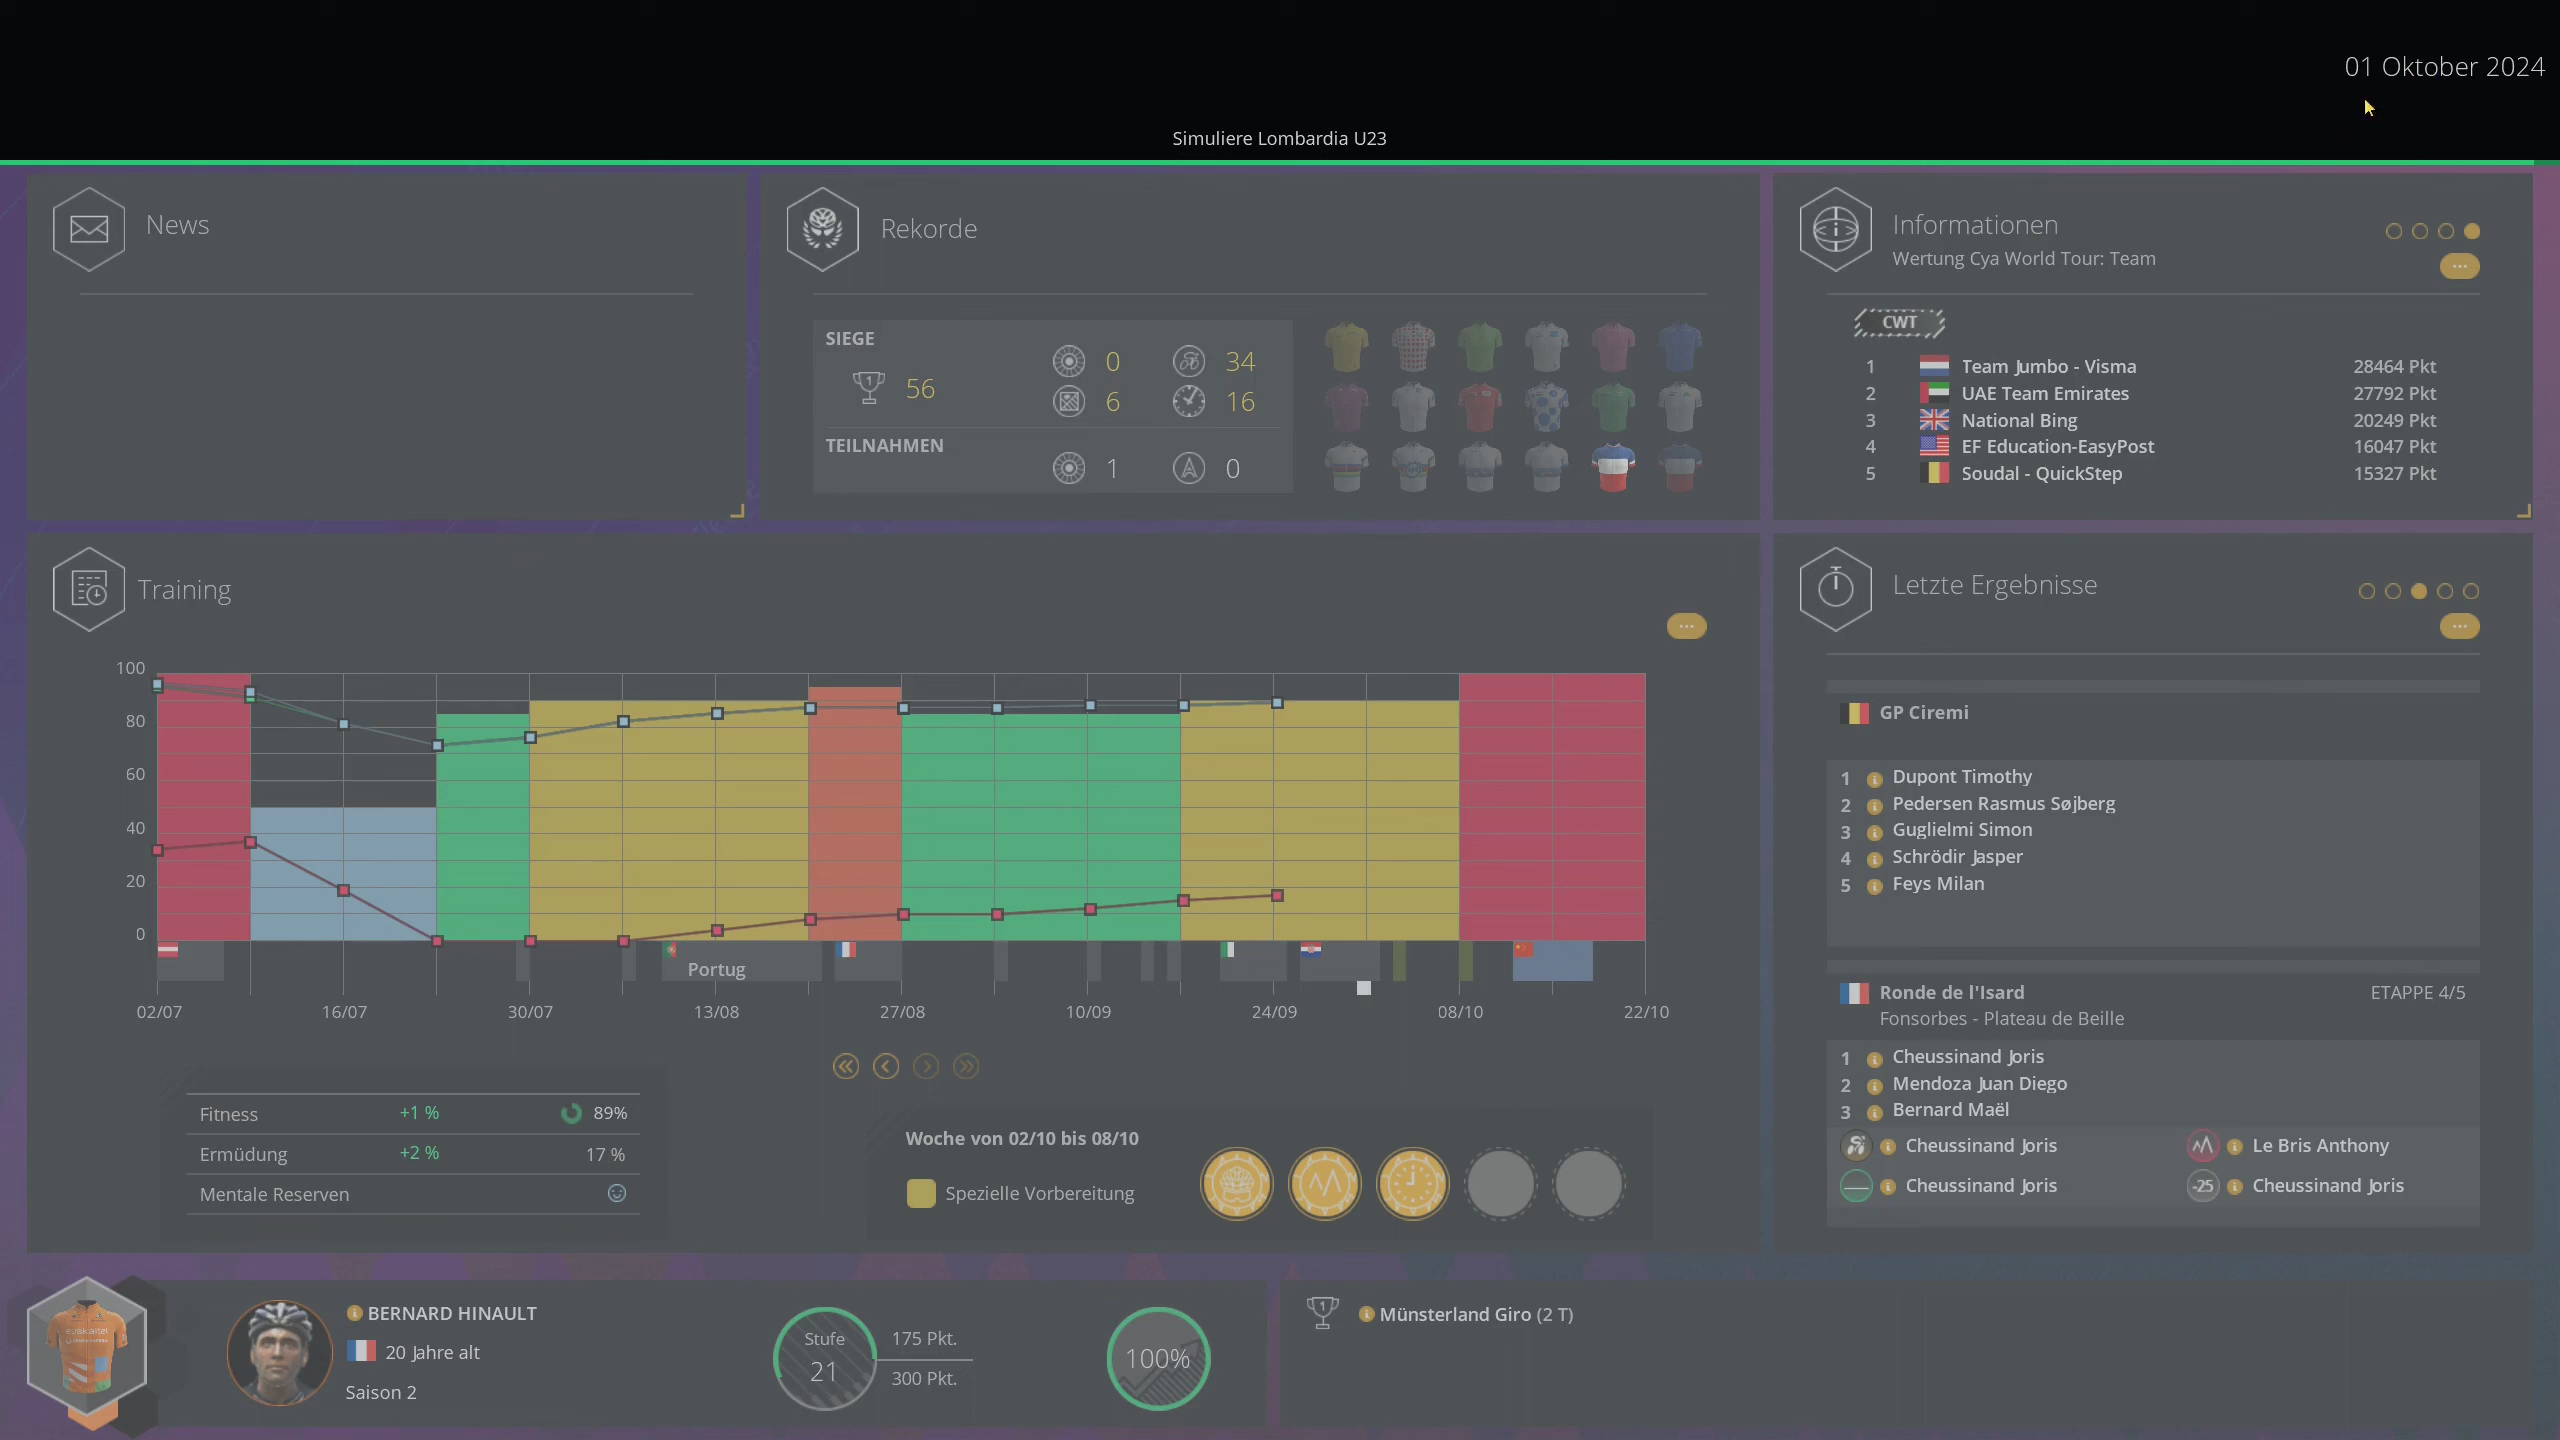 01 Oktober 2024
Simuliere Lombardia U23
News
Rekorde
SIEGE
56
0
34
6
16
TEILNAHMEN
1
0
Informationen
Wertung Cya World Tour: Team
CWT
1 Team Jumbo - Visma 28464 Pkt
2 UAE Team Emirates 27792 Pkt
3 National Bing 20249 Pkt
4 EF Education-EasyPost 16047 Pkt
5 Soudal - QuickStep 15327 Pkt
Training
100
80
60
40
20
0
Portug
02/07 16/07 30/07 13/08 27/08 10/09 24/09 08/10 22/10
Fitness +1 % 89%
Ermüdung +2 % 17 %
Mentale Reserven
Woche von 02/10 bis 08/10
Spezielle Vorbereitung
Letzte Ergebnisse
GP Ciremi
1 Dupont Timothy
2 Pedersen Rasmus Søjberg
3 Guglielmi Simon
4 Schrödir Jasper
5 Feys Milan
Ronde de l'Isard ETAPPE 4/5
Fonsorbes - Plateau de Beille
1 Cheussinand Joris
2 Mendoza Juan Diego
3 Bernard Maël
Cheussinand Joris Le Bris Anthony
Cheussinand Joris -25 Cheussinand Joris
euskaltel
BERNARD HINAULT
20 Jahre alt
Saison 2
Stufe
21
175 Pkt.
300 Pkt.
100%
1 Münsterland Giro (2 T)